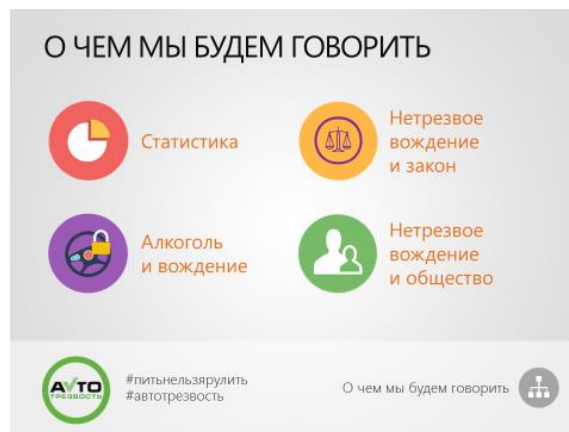 О ЧЕМ МЫ БУДЕМ ГОВОРИТЬ
Статистика
Нетрезвое
вождение
и закон
Алкоголь
и вождение
Нетрезвое
вождение
и общество
АVТО
ТРЕЗВОСТЬ
#питьнельзярулить
#автотрезвость
О чем мы будем говорить